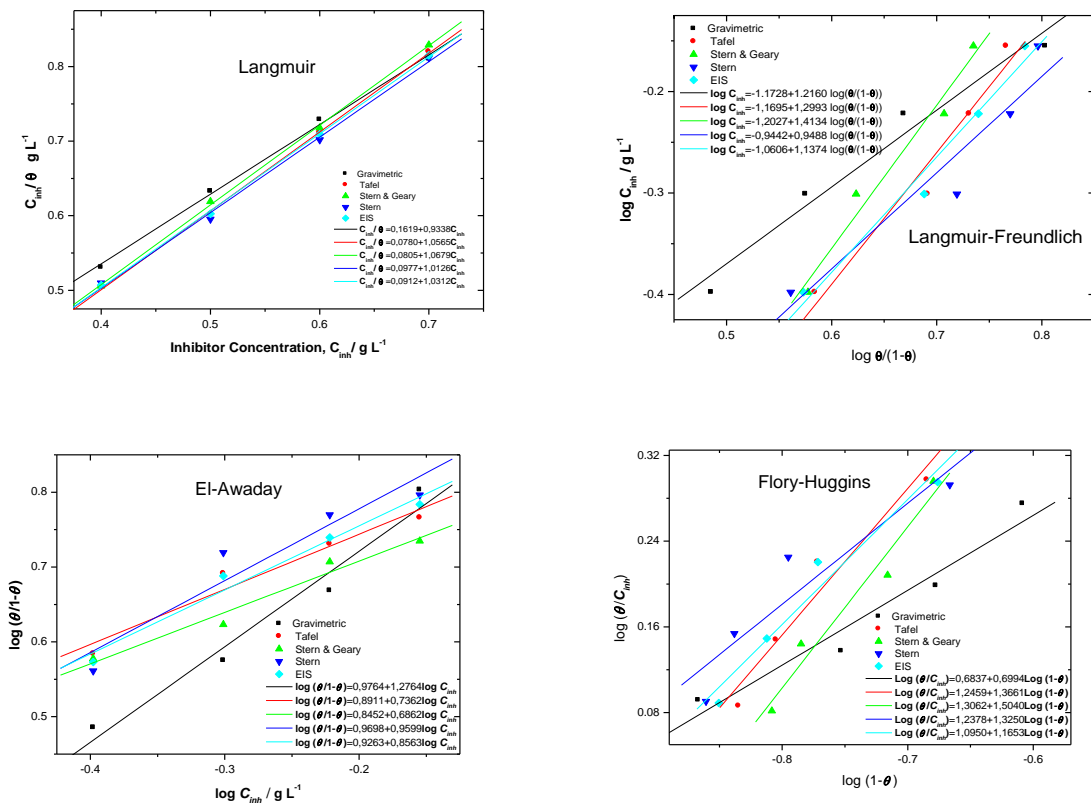 Langmuir
C_inh / θ g L^-1
0.8
0.7
0.6
0.5
Gravimetric
Tafel
Stern & Geary
Stern
EIS
C_inh/ θ =0,1619+0,9338C_inh
C_inh/ θ =0,0780+1,0565C_inh
C_inh/ θ =0,0805+1,0679C_inh
C_inh/ θ =0,0977+1,0126C_inh
C_inh/ θ =0,0912+1,0312C_inh
0.4 0.5 0.6 0.7
Inhibitor Concentration, C_inh/ g L^-1
Gravimetric
Tafel
Stern & Geary
Stern
EIS
log C_inh=-1.1728+1.2160 log(θ/(1-θ))
log C_inh=-1,1695+1,2993 log(θ/(1-θ))
log C_inh=-1,2027+1,4134 log(θ/(1-θ))
log C_inh=-0,9442+0,9488 log(θ/(1-θ))
log C_inh=-1,0606+1,1374 log(θ/(1-θ))
Langmuir-Freundlich
log C_inh / g L^-1
-0.2
-0.3
-0.4
0.5 0.6 0.7 0.8
log θ/(1-θ)
El-Awaday
log (θ/1-θ)
0.8
0.7
0.6
0.5
Gravimetric
Tafel
Stern & Geary
Stern
EIS
log (θ/1-θ)=0,9764+1,2764log C_inh
log (θ/1-θ)=0,8911+0,7362log C_inh
log (θ/1-θ)=0,8452+0,6862log C_inh
log (θ/1-θ)=0,9698+0,9599log C_inh
log (θ/1-θ)=0,9263+0,8563log C_inh
-0.4 -0.3 -0.2
log C_inh / g L^-1
Flory-Huggins
log (θ/C_inh)
0.32
0.24
0.16
0.08
Gravimetric
Tafel
Stern & Geary
Stern
EIS
Log (θ/C_inh)=0,6837+0,6994Log (1-θ)
Log (θ/C_inh)=1,2459+1,3661Log (1-θ)
Log (θ/C_inh)=1,3062+1,5040Log (1-θ)
Log (θ/C_inh)=1,2378+1,3250Log (1-θ)
Log (θ/C_inh)=1,0950+1,1653Log (1-θ)
-0.8 -0.7 -0.6
log (1-θ)